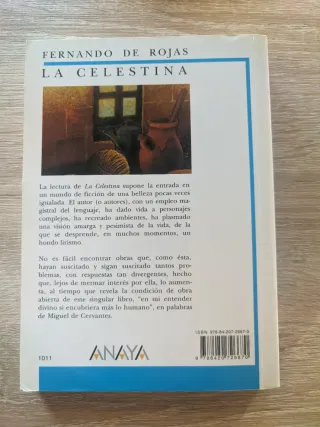 FERNANDO DE ROJAS
LA CELESTINA
La lectura de La Celestina supone la entrada en
un mundo de ficción de una belleza pocas veces
igualada. El autor (o autores), con un empleo ma-
gistral del lenguaje, ha dado vida a personajes
complejos, ha recreado ambientes, ha plasmado
una visión amarga y pesimista de la vida, de la
que se desprende, en muchos momentos, un
hondo lirismo.
No es fácil encontrar obras que, como ésta,
hayan suscitado y sigan suscitando tantos pro-
blemas, con respuestas tan divergentes, hecho
que, lejos de mermar interés por ella, lo aumen-
ta, al tiempo que revela la condición de obra
abierta de este singular libro, "en mi entender
divino si encubriera más lo humano", en palabras
de Miguel de Cervantes.
1011
ANAYA